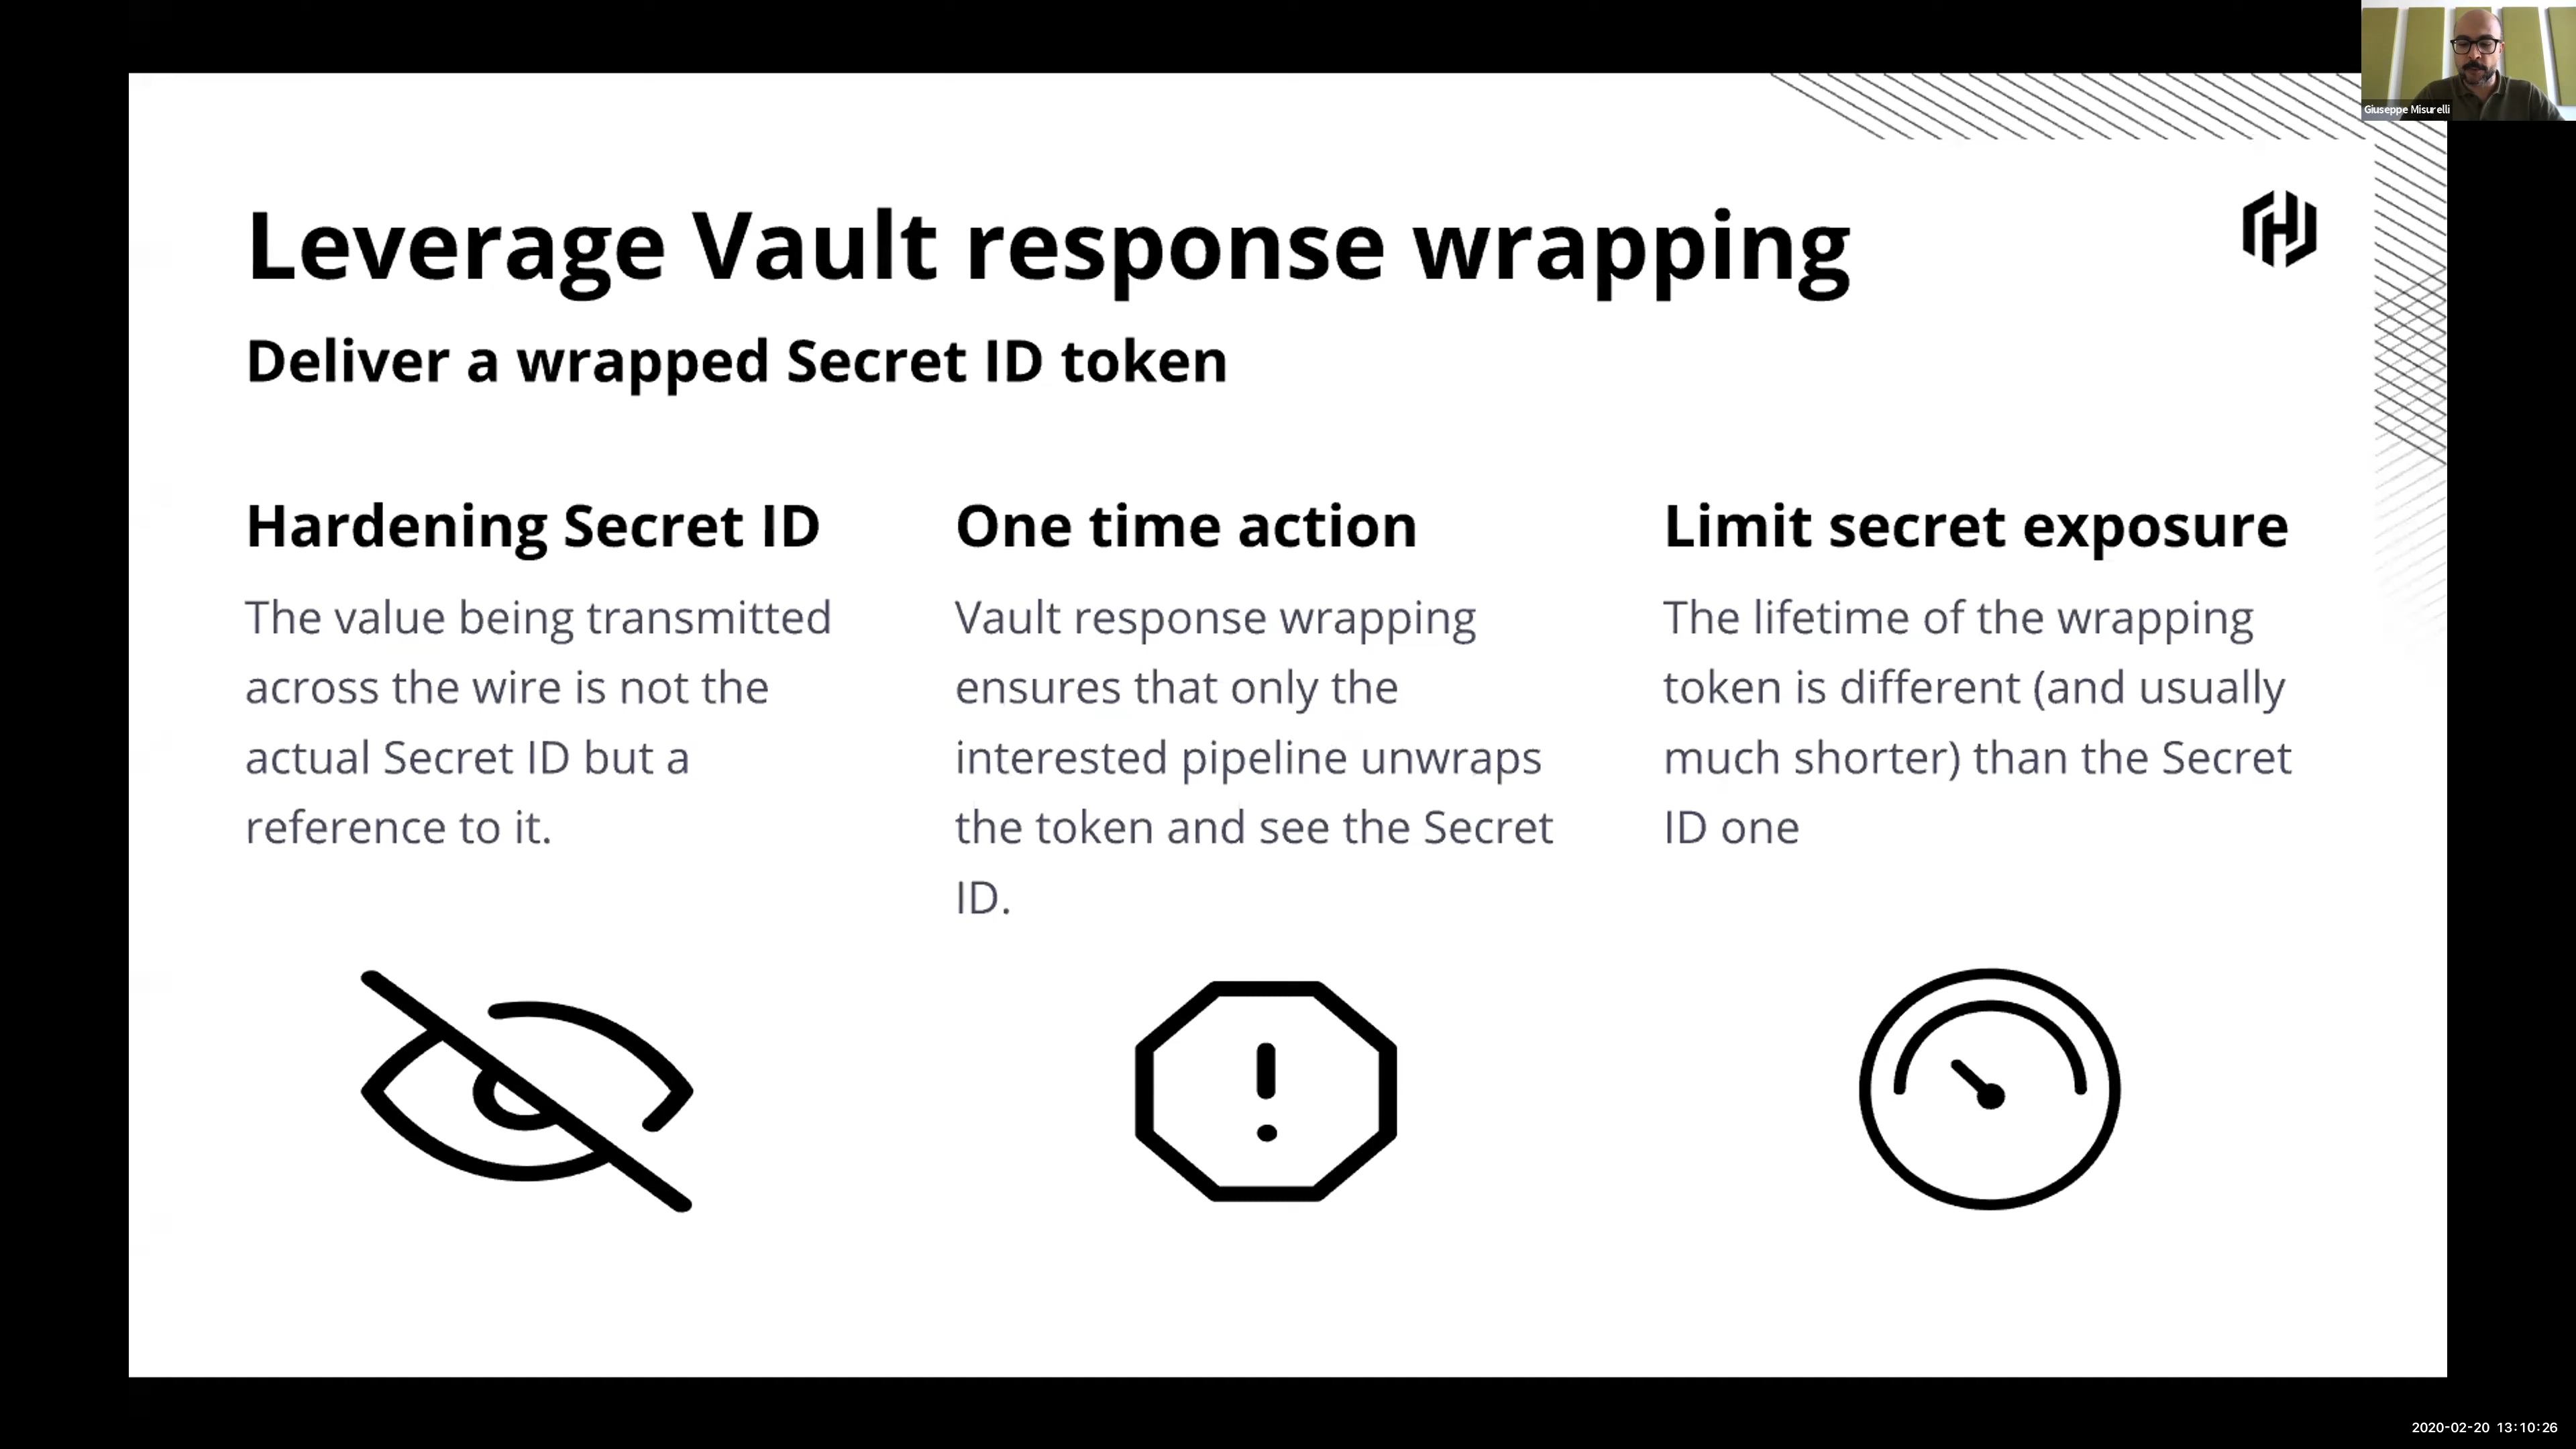 Giuseppe Misurelli
Leverage Vault response wrapping
Deliver a wrapped Secret ID token
Hardening Secret ID
The value being transmitted
across the wire is not the
actual Secret ID but a
reference to it.
One time action
Vault response wrapping
ensures that only the
interested pipeline unwraps
the token and see the Secret
ID.
Limit secret exposure
The lifetime of the wrapping
token is different (and usually
much shorter) than the Secret
ID one
2020-02-20 13:10:26